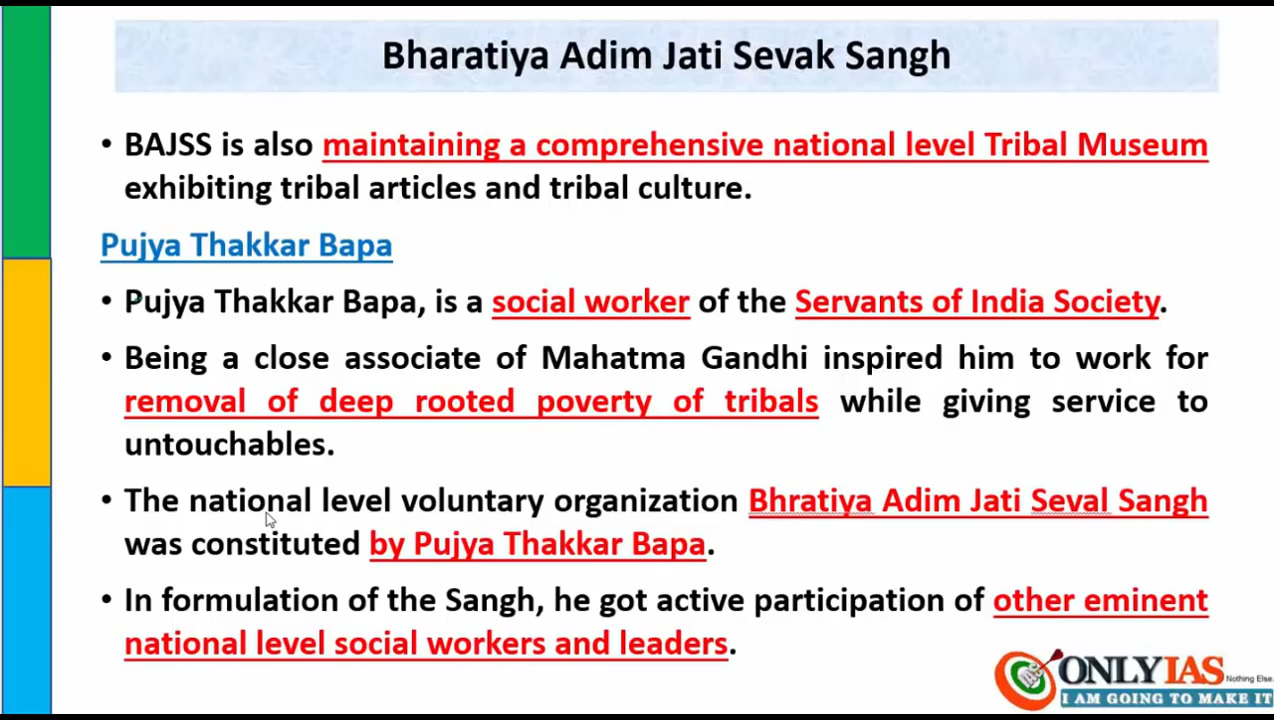 Bharatiya Adim Jati Sevak Sangh
• BAJSS is also maintaining a comprehensive national level Tribal Museum
exhibiting tribal articles and tribal culture.
Pujya Thakkar Bapa
• Pujya Thakkar Bapa, is a social worker of the Servants of India Society.
• Being a close associate of Mahatma Gandhi inspired him to work for
removal of deep rooted poverty of tribals while giving service to
untouchables.
• The national level voluntary organization Bhratiya Adim Jati Seval Sangh
was constituted by Pujya Thakkar Bapa.
• In formulation of the Sangh, he got active participation of other eminent
national level social workers and leaders.
ONLYIAS Nothing Else.
I AM GOING TO MAKE IT